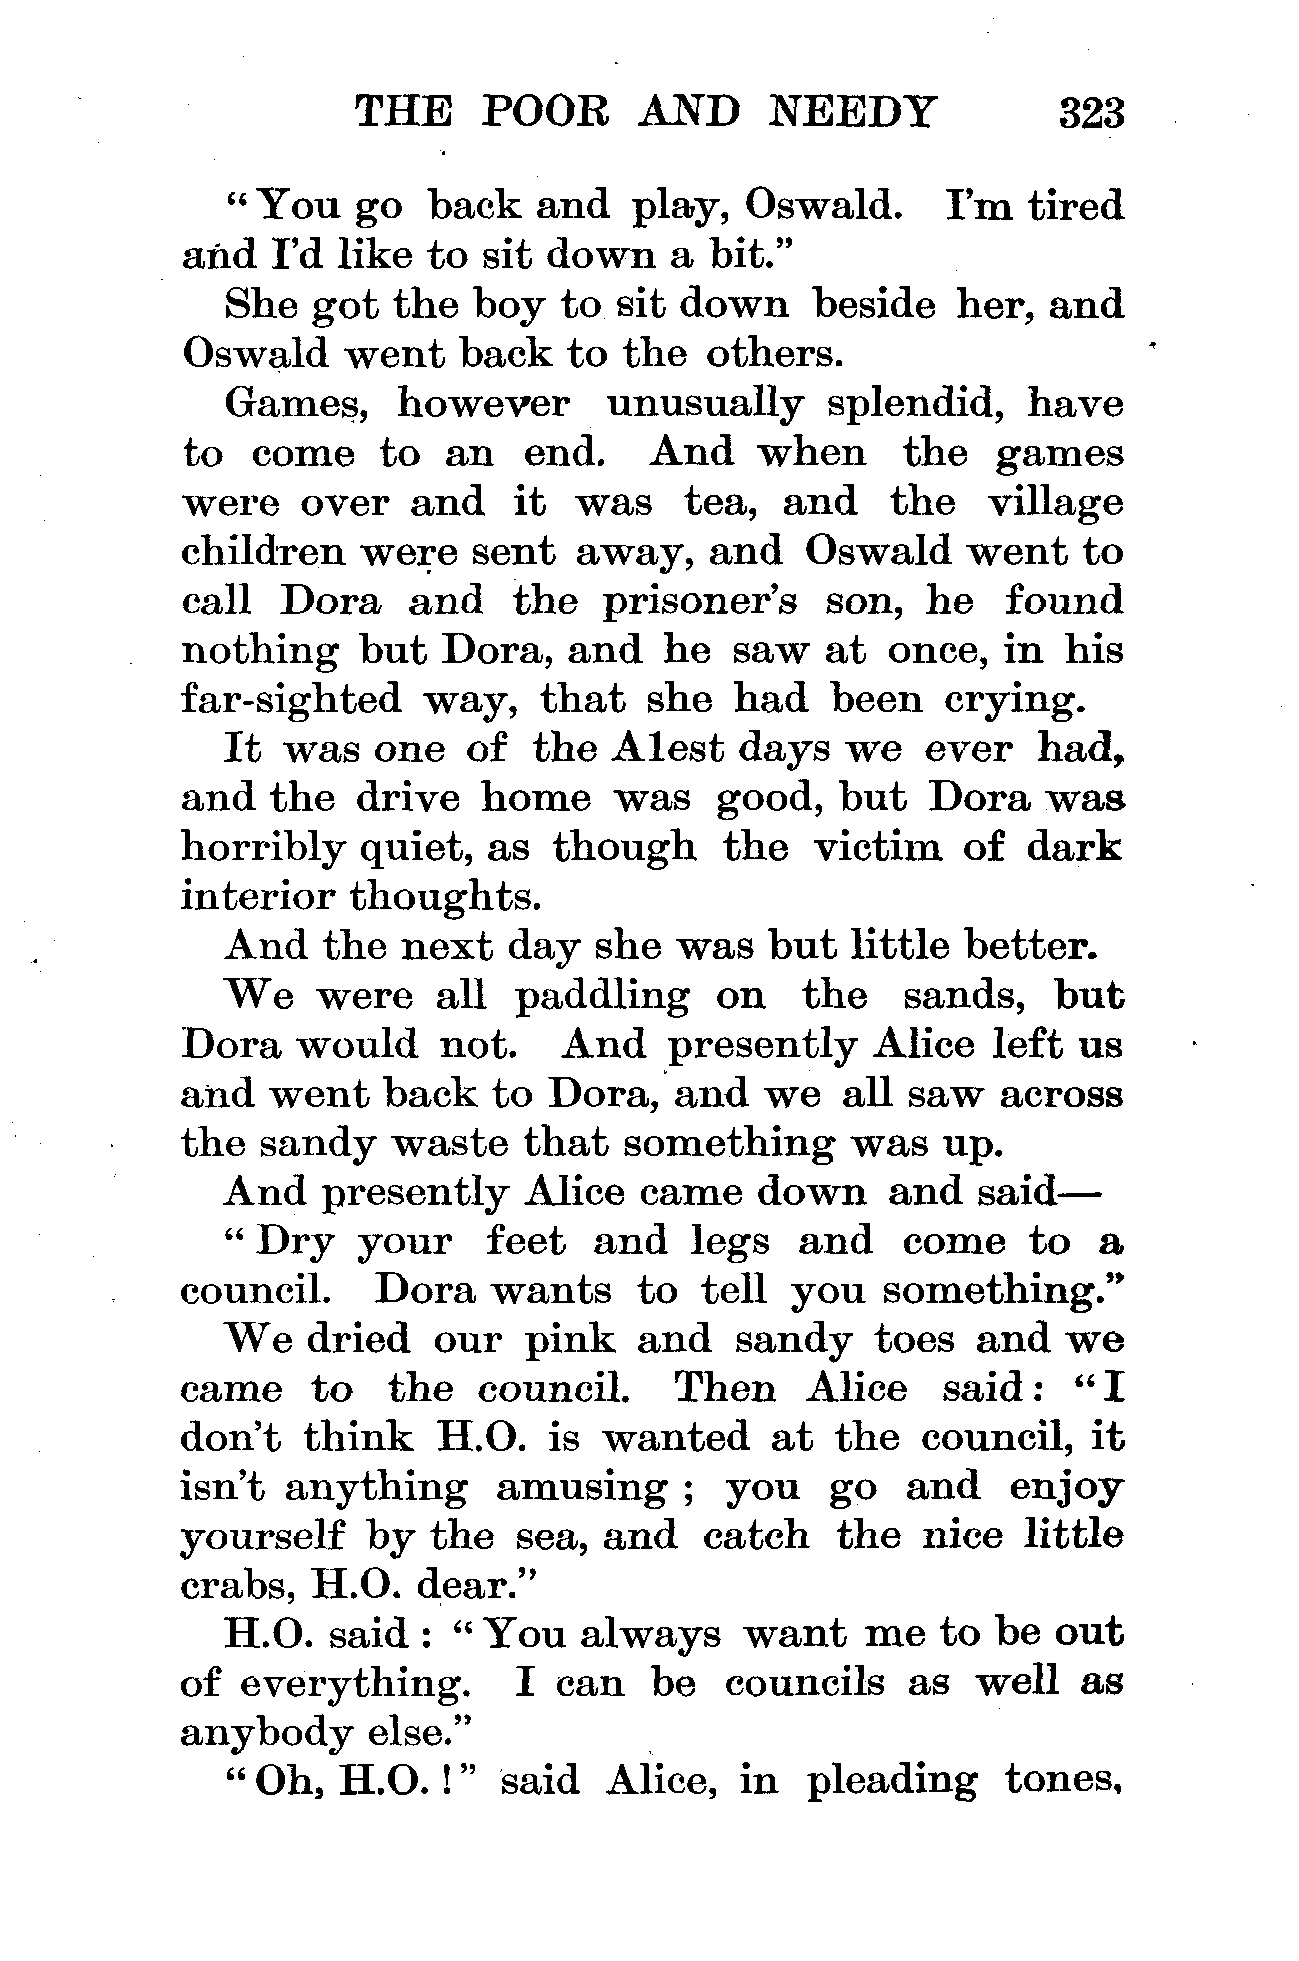 THE POOR AND NEEDY 323
“You go back and play, Oswald. I’m tired
and I’d like to sit down a bit.”
She got the boy to sit down beside her, and
Oswald went back to the others.
Games, however unusually splendid, have
to come to an end. And when the games
were over and it was tea, and the village
children were sent away, and Oswald went to
call Dora and the prisoner’s son, he found
nothing but Dora, and he saw at once, in his
far-sighted way, that she had been crying.
It was one of the A1est days we ever had,
and the drive home was good, but Dora was
horribly quiet, as though the victim of dark
interior thoughts.
And the next day she was but little better.
We were all paddling on the sands, but
Dora would not. And presently Alice left us
and went back to Dora, and we all saw across
the sandy waste that something was up.
And presently Alice came down and said—
“Dry your feet and legs and come to a
council. Dora wants to tell you something.”
We dried our pink and sandy toes and we
came to the council. Then Alice said: “I
don’t think H.O. is wanted at the council, it
isn’t anything amusing; you go and enjoy
yourself by the sea, and catch the nice little
crabs, H.O. dear.”
H.O. said: “You always want me to be out
of everything. I can be councils as well as
anybody else.”
“Oh, H.O.!” said Alice, in pleading tones,